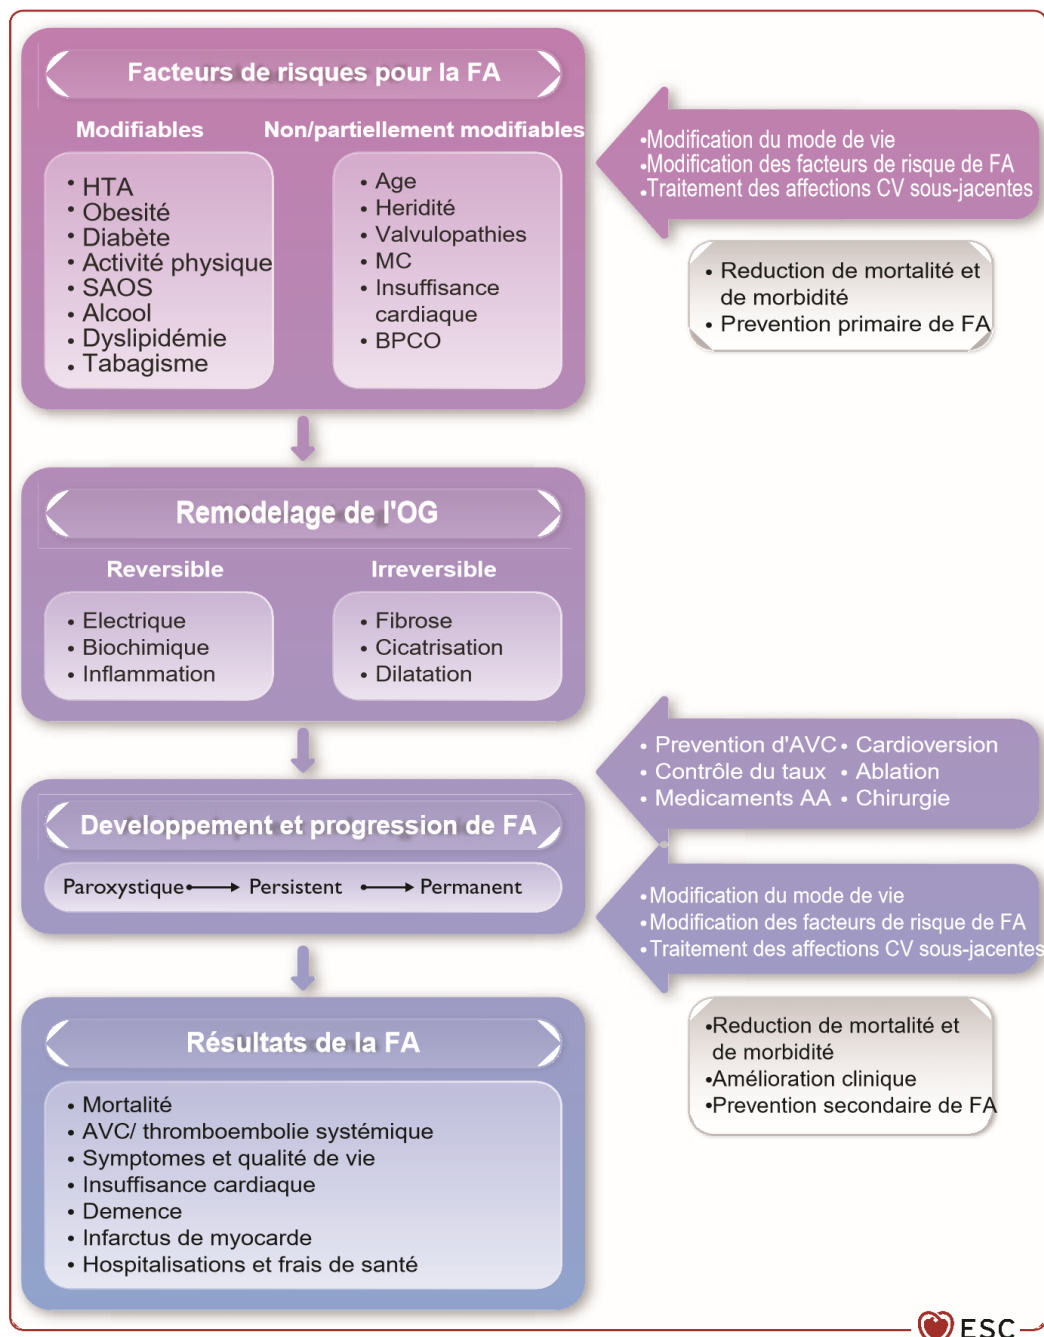 Facteurs de risques pour la FA
Modifiables
• HTA
• Obesité
• Diabète
• Activité physique
• SAOS
• Alcool
• Dyslipidémie
• Tabagisme
Non/partiellement modifiables
• Age
• Heridité
• Valvulopathies
• MC
• Insuffisance
cardiaque
• BPCO
•Modification du mode de vie
•Modification des facteurs de risque de FA
•Traitement des affections CV sous-jacentes
• Reduction de mortalité et
de morbidité
• Prevention primaire de FA
Remodelage de l'OG
Reversible
• Electrique
• Biochimique
• Inflammation
Irreversible
• Fibrose
• Cicatrisation
• Dilatation
• Prevention d'AVC
• Contrôle du taux
• Medicaments AA
• Cardioversion
• Ablation
• Chirurgie
Developpement et progression de FA
Paroxystique Persistent Permanent
•Modification du mode de vie
•Modification des facteurs de risque de FA
•Traitement des affections CV sous-jacentes
•Reduction de mortalité et
de morbidité
•Amélioration clinique
•Prevention secondaire de FA
Résultats de la FA
• Mortalité
• AVC/ thromboembolie systémique
• Symptomes et qualité de vie
• Insuffisance cardiaque
• Demence
• Infarctus de myocarde
• Hospitalisations et frais de santé
ESC